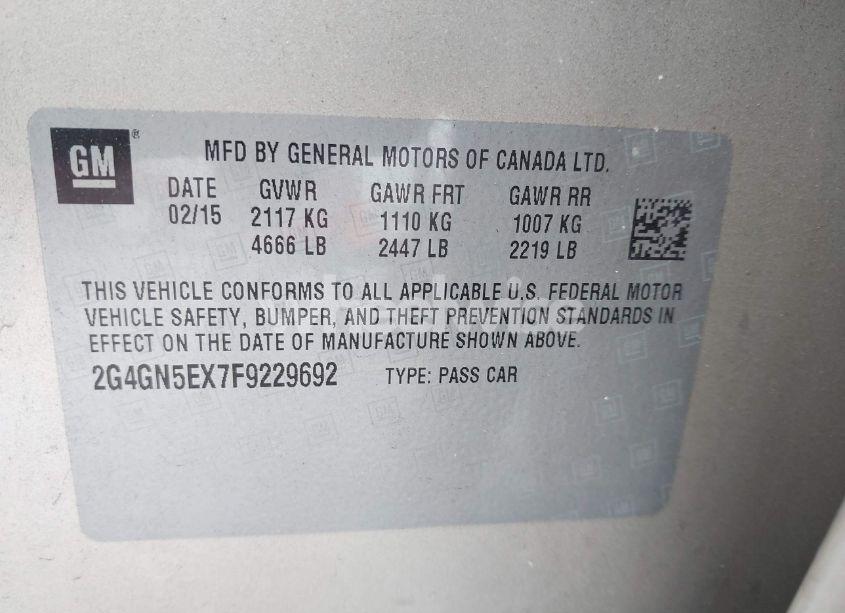 GM ®
MFD BY GENERAL MOTORS OF CANADA LTD.
DATE GVWR GAWR FRT GAWR RR
02/15 2117 KG 1110 KG 1007 KG
4666 LB 2447 LB 2219 LB
THIS VEHICLE CONFORMS TO ALL APPLICABLE U.S. FEDERAL MOTOR
VEHICLE SAFETY, BUMPER, AND THEFT PREVENTION STANDARDS IN
EFFECT ON THE DATE OF MANUFACTURE SHOWN ABOVE.
2G4GN5EX7F9229692 TYPE: PASS CAR